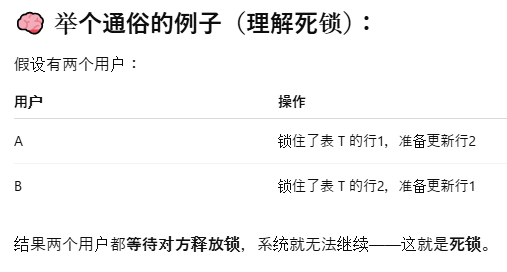 🧠 举个通俗的例子（理解死锁）：
假设有两个用户：
用户 操作
A 锁住了表 T 的行1，准备更新行2
B 锁住了表 T 的行2，准备更新行1
结果两个用户都等待对方释放锁，系统就无法继续——这就是死锁。